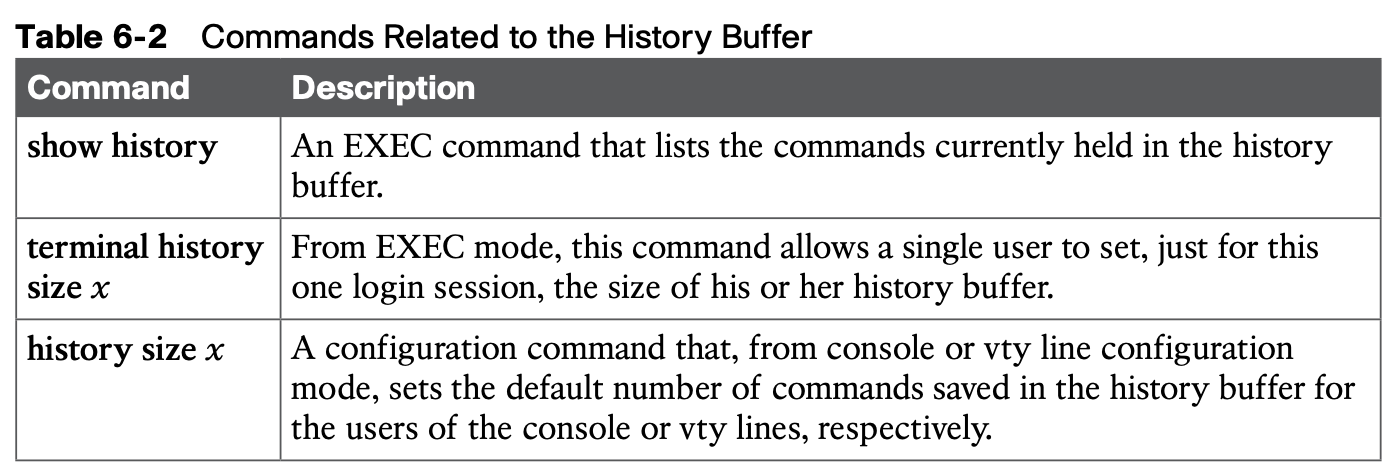 Table 6-2 Commands Related to the History Buffer
Command Description
show history An EXEC command that lists the commands currently held in the history
buffer.
terminal history From EXEC mode, this command allows a single user to set, just for this
size x one login session, the size of his or her history buffer.
history size x A configuration command that, from console or vty line configuration
mode, sets the default number of commands saved in the history buffer for
the users of the console or vty lines, respectively.